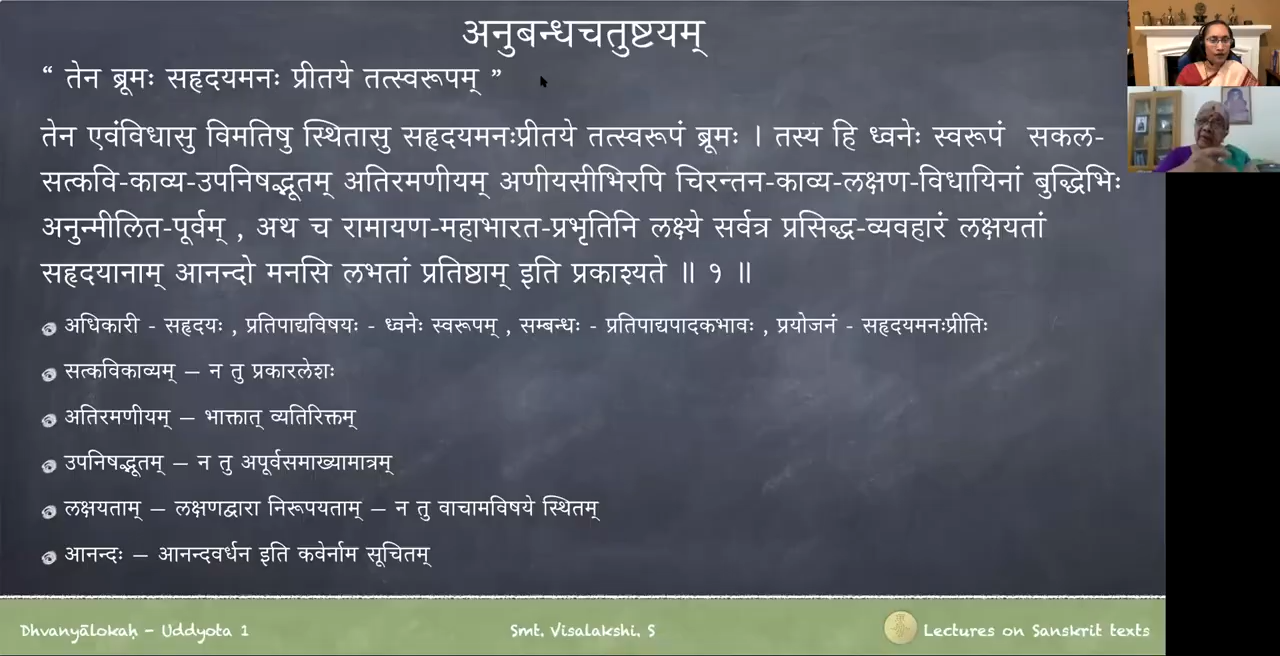 अनुबन्धचतुष्टयम्
“ तेन ब्रूमः सहृदयमनः प्रीतये तत्स्वरूपम् ”
तेन एवंविधासु विमतिषु स्थितासु सहृदयमनःप्रीतये तत्स्वरूपं ब्रूमः । तस्य हि ध्वनेः स्वरूपं सकल-
सत्कवि-काव्य-उपनिषद्भूतम् अतिरमणीयम् अणीयसीभिरपि चिरन्तन-काव्य-लक्षण-विधायिनां बुद्धिभिः
अनुन्मीलित-पूर्वम् , अथ च रामायण-महाभारत-प्रभृतिनि लक्ष्ये सर्वत्र प्रसिद्ध-व्यवहारं लक्षयतां
सहृदयानाम् आनन्दो मनसि लभतां प्रतिष्ठाम् इति प्रकाश्यते ॥ १ ॥
अधिकारी - सहृदयः , प्रतिपाद्यविषयः - ध्वनेः स्वरूपम् , सम्बन्धः - प्रतिपाद्यपादकभावः , प्रयोजनं - सहृदयमनःप्रीतिः
सत्कविकाव्यम् – न तु प्रकारलेशः
अतिरमणीयम् – भाक्तात् व्यतिरिक्तम्
उपनिषद्भूतम् – न तु अपूर्वसमाख्यामात्रम्
लक्षयताम् – लक्षणद्वारा निरूपयताम् – न तु वाचामविषये स्थितम्
आनन्दः – आनन्दवर्धन इति कवेर्नाम सूचितम्
Dhvanyālokaḥ - Uddyota 1 Smt. Visalakshi. S Lectures on Sanskrit texts